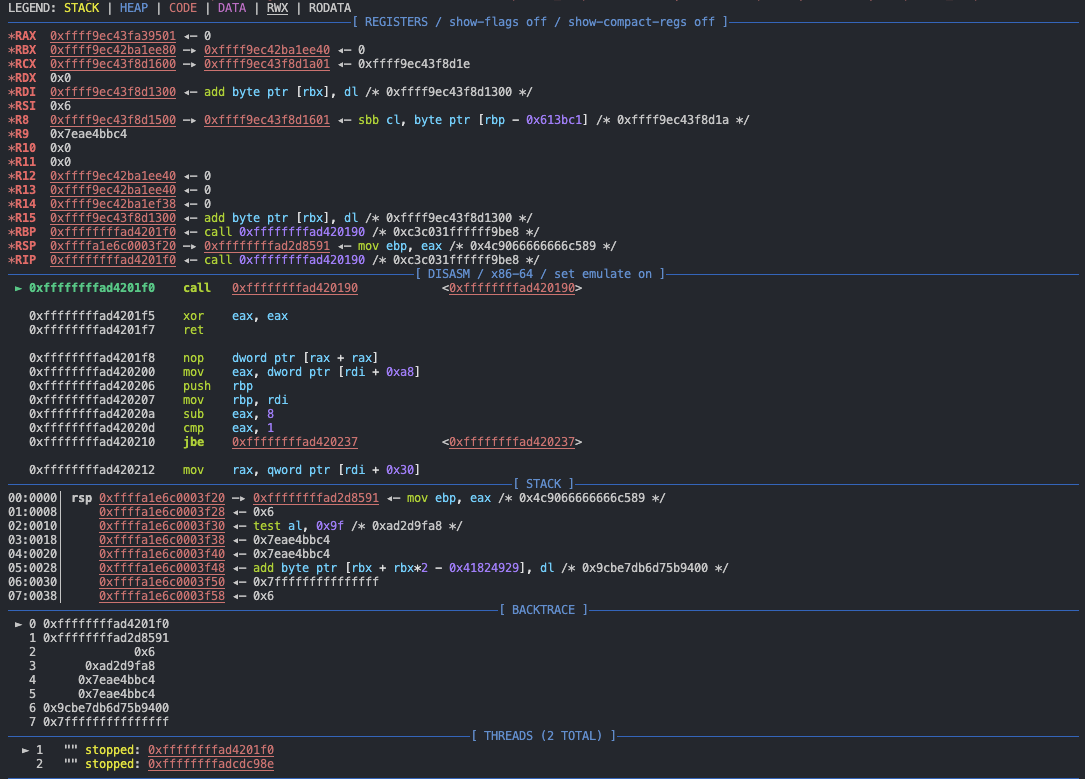 LEGEND: STACK | HEAP | CODE | DATA | RWX | RODATA
[ REGISTERS / show-flags off / show-compact-regs off ]
*RAX 0xffff9ec43fa39501 ◂— 0
*RBX 0xffff9ec42ba1ee80 —▸ 0xffff9ec42ba1ee40 ◂— 0
*RCX 0xffff9ec43f8d1600 —▸ 0xffff9ec43f8d1a01 ◂— 0xffff9ec43f8d1e
*RDX 0x0
*RDI 0xffff9ec43f8d1300 ◂— add byte ptr [rbx], dl /* 0xffff9ec43f8d1300 */
*RSI 0x6
*R8 0xffff9ec43f8d1500 —▸ 0xffff9ec43f8d1601 ◂— sbb cl, byte ptr [rbp - 0x613bc1] /* 0xffff9ec43f8d1a */
*R9 0x7eae4bbc4
*R10 0x0
*R11 0x0
*R12 0xffff9ec42ba1ee40 ◂— 0
*R13 0xffff9ec42ba1ee40 ◂— 0
*R14 0xffff9ec42ba1ef38 ◂— 0
*R15 0xffff9ec43f8d1300 ◂— add byte ptr [rbx], dl /* 0xffff9ec43f8d1300 */
*RBP 0xffffffffad4201f0 ◂— call 0xffffffffad420190 /* 0xc3c031ffffff9be8 */
*RSP 0xffffa1e6c0003f20 —▸ 0xffffffffad2d8591 ◂— mov ebp, eax /* 0x4c9066666666c589 */
*RIP 0xffffffffad4201f0 ◂— call 0xffffffffad420190 /* 0xc3c031ffffff9be8 */
[ DISASM / x86-64 / set emulate on ]
► 0xffffffffad4201f0 call 0xffffffffad420190 <0xffffffffad420190>
0xffffffffad4201f5 xor eax, eax
0xffffffffad4201f7 ret
0xffffffffad4201f8 nop dword ptr [rax + rax]
0xffffffffad420200 mov eax, dword ptr [rdi + 0xa8]
0xffffffffad420206 push rbp
0xffffffffad420207 mov rbp, rdi
0xffffffffad42020a sub eax, 8
0xffffffffad42020d cmp eax, 1
0xffffffffad420210 jbe 0xffffffffad420237 <0xffffffffad420237>
0xffffffffad420212 mov rax, qword ptr [rdi + 0x30]
[ STACK ]
00:0000│ rsp 0xffffa1e6c0003f20 —▸ 0xffffffffad2d8591 ◂— mov ebp, eax /* 0x4c9066666666c589 */
01:0008│ 0xffffa1e6c0003f28 ◂— 0x6
02:0010│ 0xffffa1e6c0003f30 ◂— test al, 0x9f /* 0xad2d9fa8 */
03:0018│ 0xffffa1e6c0003f38 ◂— 0x7eae4bbc4
04:0020│ 0xffffa1e6c0003f40 ◂— 0x7eae4bbc4
05:0028│ 0xffffa1e6c0003f48 ◂— add byte ptr [rbx + rbx*2 - 0x41824929], dl /* 0x9cbe7db6d75b9400 */
06:0030│ 0xffffa1e6c0003f50 ◂— 0x7fffffffffffffff
07:0038│ 0xffffa1e6c0003f58 ◂— 0x6
[ BACKTRACE ]
► 0 0xffffffffad4201f0
1 0xffffffffad2d8591
2 0x6
3 0xad2d9fa8
4 0x7eae4bbc4
5 0x7eae4bbc4
6 0x9cbe7db6d75b9400
7 0x7fffffffffffffff
[ THREADS (2 TOTAL) ]
► 1 "" stopped: 0xffffffffad4201f0
2 "" stopped: 0xffffffffadcdc98e